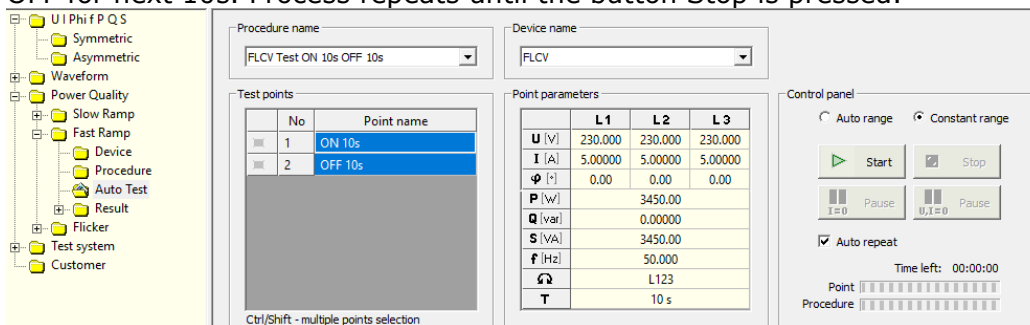 OFF for next 10s. Process repeats until the button Stop is pressed.
U I Phi f P Q S
Symmetric
Asymmetric
Waveform
Power Quality
Slow Ramp
Fast Ramp
Device
Procedure
Auto Test
Result
Flicker
Test system
Customer
Procedure name
FLCV Test ON 10s OFF 10s
Device name
FLCV
Test points
No Point name
1 ON 10s
2 OFF 10s
Ctrl/Shift - multiple points selection
Point parameters
L 1 L 2 L 3
U [V] 230.000 230.000 230.000
I [A] 5.00000 5.00000 5.00000
φ [°] 0.00 0.00 0.00
P [W] 3450.00
Q [var] 0.00000
S [VA] 3450.00
f [Hz] 50.000
L123
T 10 s
Control panel
Auto range Constant range
Start Stop
I=0 Pause U,I=0 Pause
Auto repeat
Time left: 00:00:00
Point
Procedure